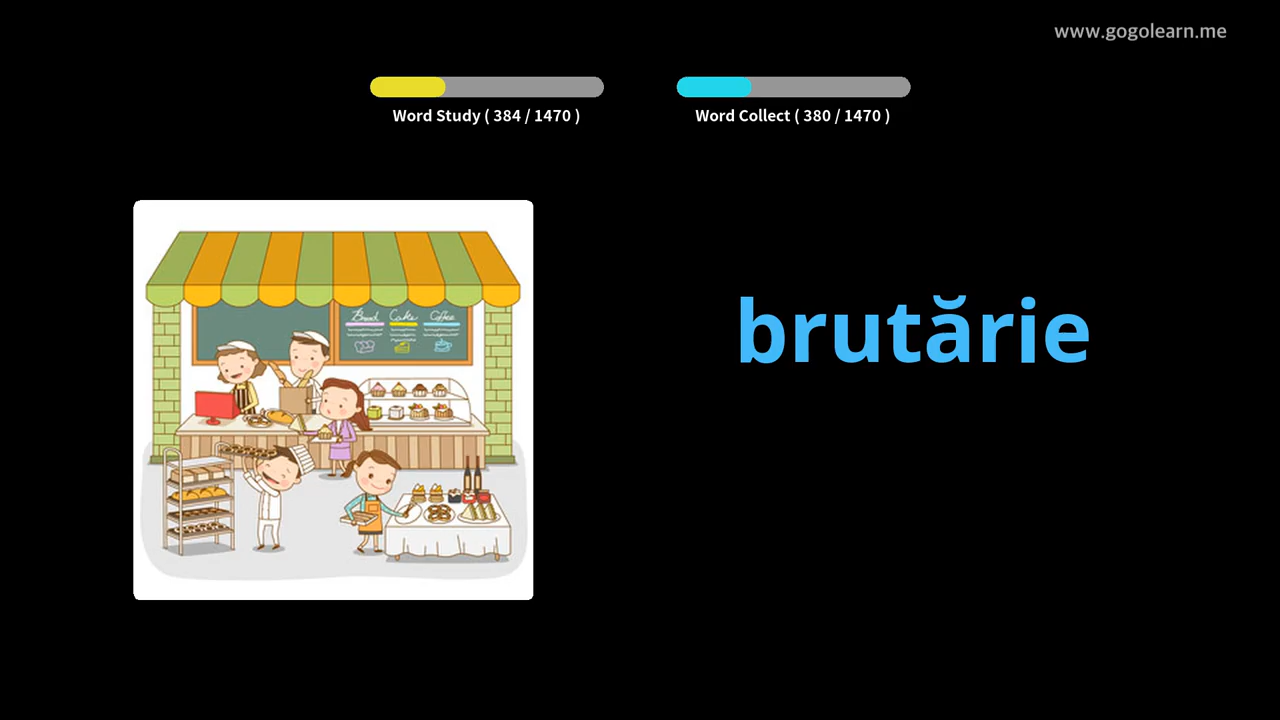 www.gogolearn.me
Word Study ( 384 / 1470 )
Word Collect ( 380 / 1470 )
Bread Cake Coffee
brutărie